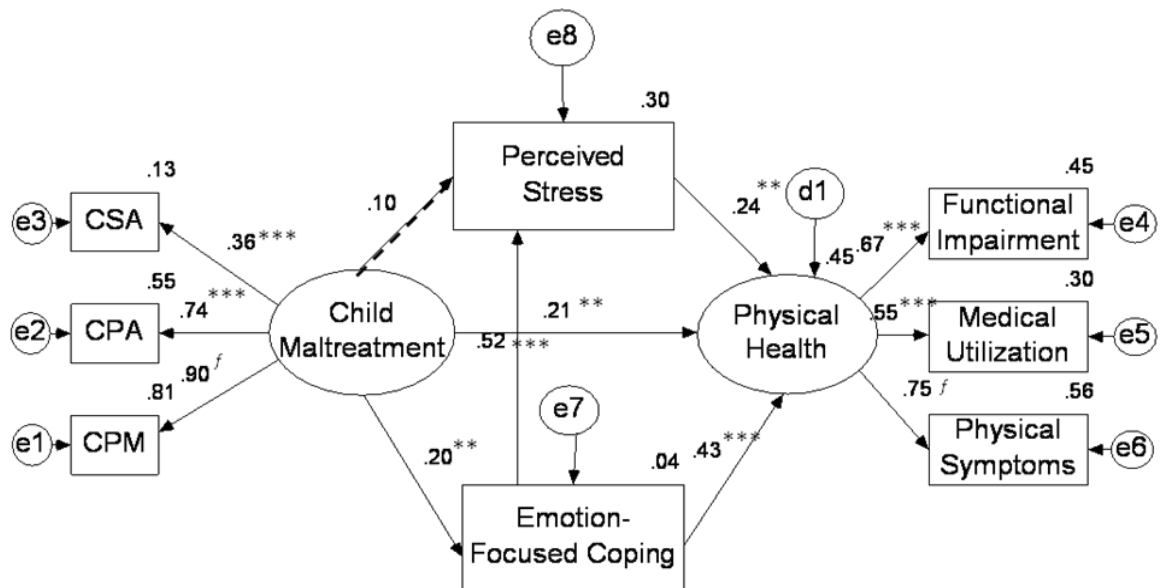 e8
.30
Perceived
Stress
.13
e3
CSA
.36***
.10
.24**
d1
.45
Functional
Impairment
e4
.45
.67***
.55
e2
CPA
.74***
Child
Maltreatment
.21 **
.52***
Physical
Health
.30
.55***
Medical
Utilization
e5
.81
.90 f
e1
CPM
e7
.75 f
.56
Physical
Symptoms
e6
.20**
.04
.43***
Emotion-
Focused Coping